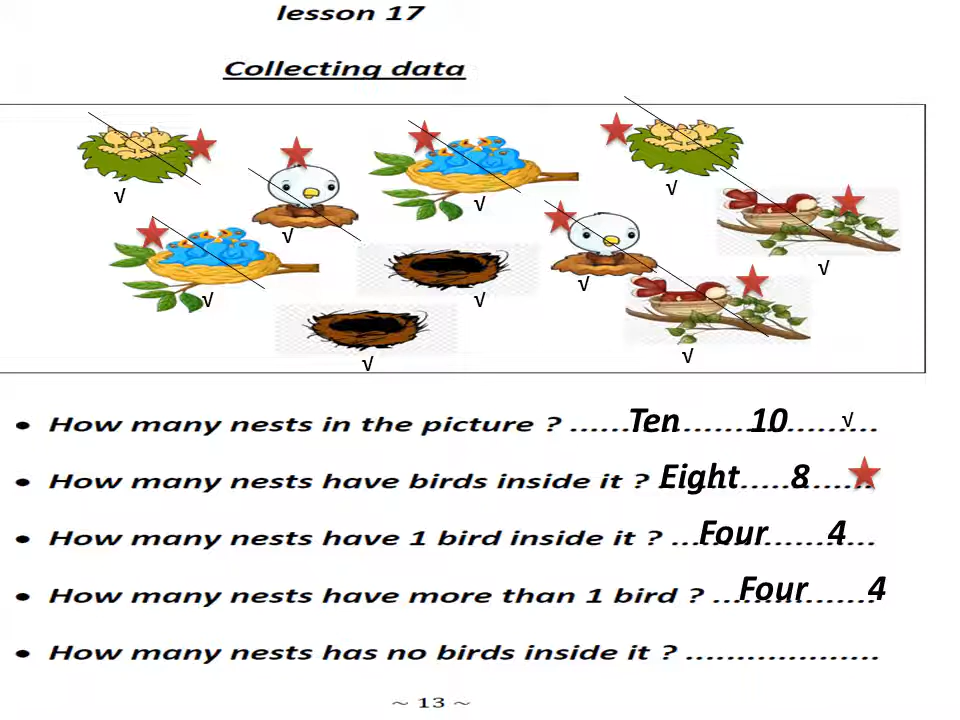 lesson 17
Collecting data
√ √ √ √ √ √ √ √ √ √
• How many nests in the picture ? .............................. Ten 10 √
• How many nests have birds inside it ? ..................... Eight 8
• How many nests have 1 bird inside it ? .................... Four 4
• How many nests have more than 1 bird ? ................ Four 4
• How many nests has no birds inside it ? ...................
~ 13 ~